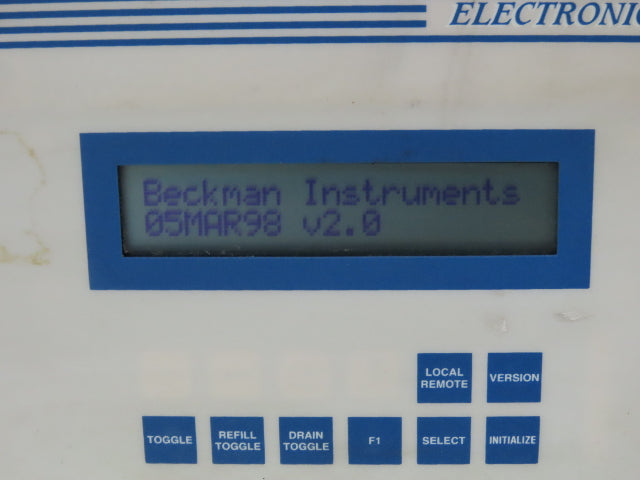 ELECTRONIC
Beckman Instruments
05MAR98 v2.0
LOCAL
REMOTE
VERSION
TOGGLE
REFILL
TOGGLE
DRAIN
TOGGLE
F1
SELECT
INITIALIZE